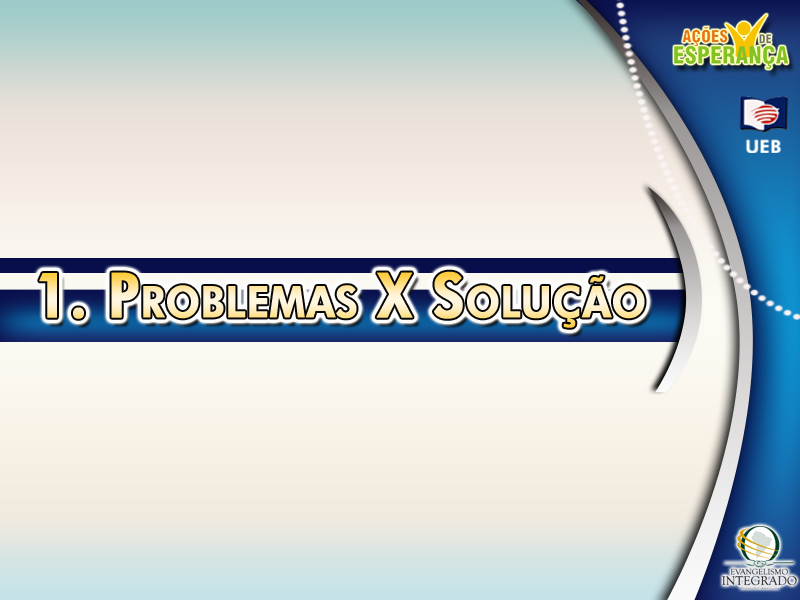 AÇÕES DE
ESPERANÇA
UEB
1. PROBLEMAS X SOLUÇÃO
EVANGELISMO
INTEGRADO